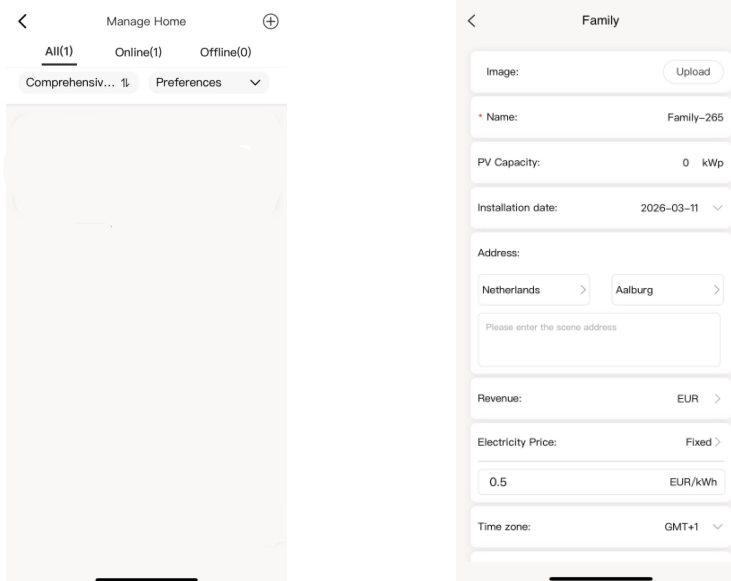 Manage Home
All(1) Online(1) Offline(0)
Comprehensiv... Preferences
Family
Image: Upload
* Name: Family-265
PV Capacity: 0 kWp
Installation date: 2026-03-11
Address:
Netherlands Aalburg
Please enter the scene address
Revenue: EUR
Electricity Price: Fixed
0.5 EUR/kWh
Time zone: GMT+1